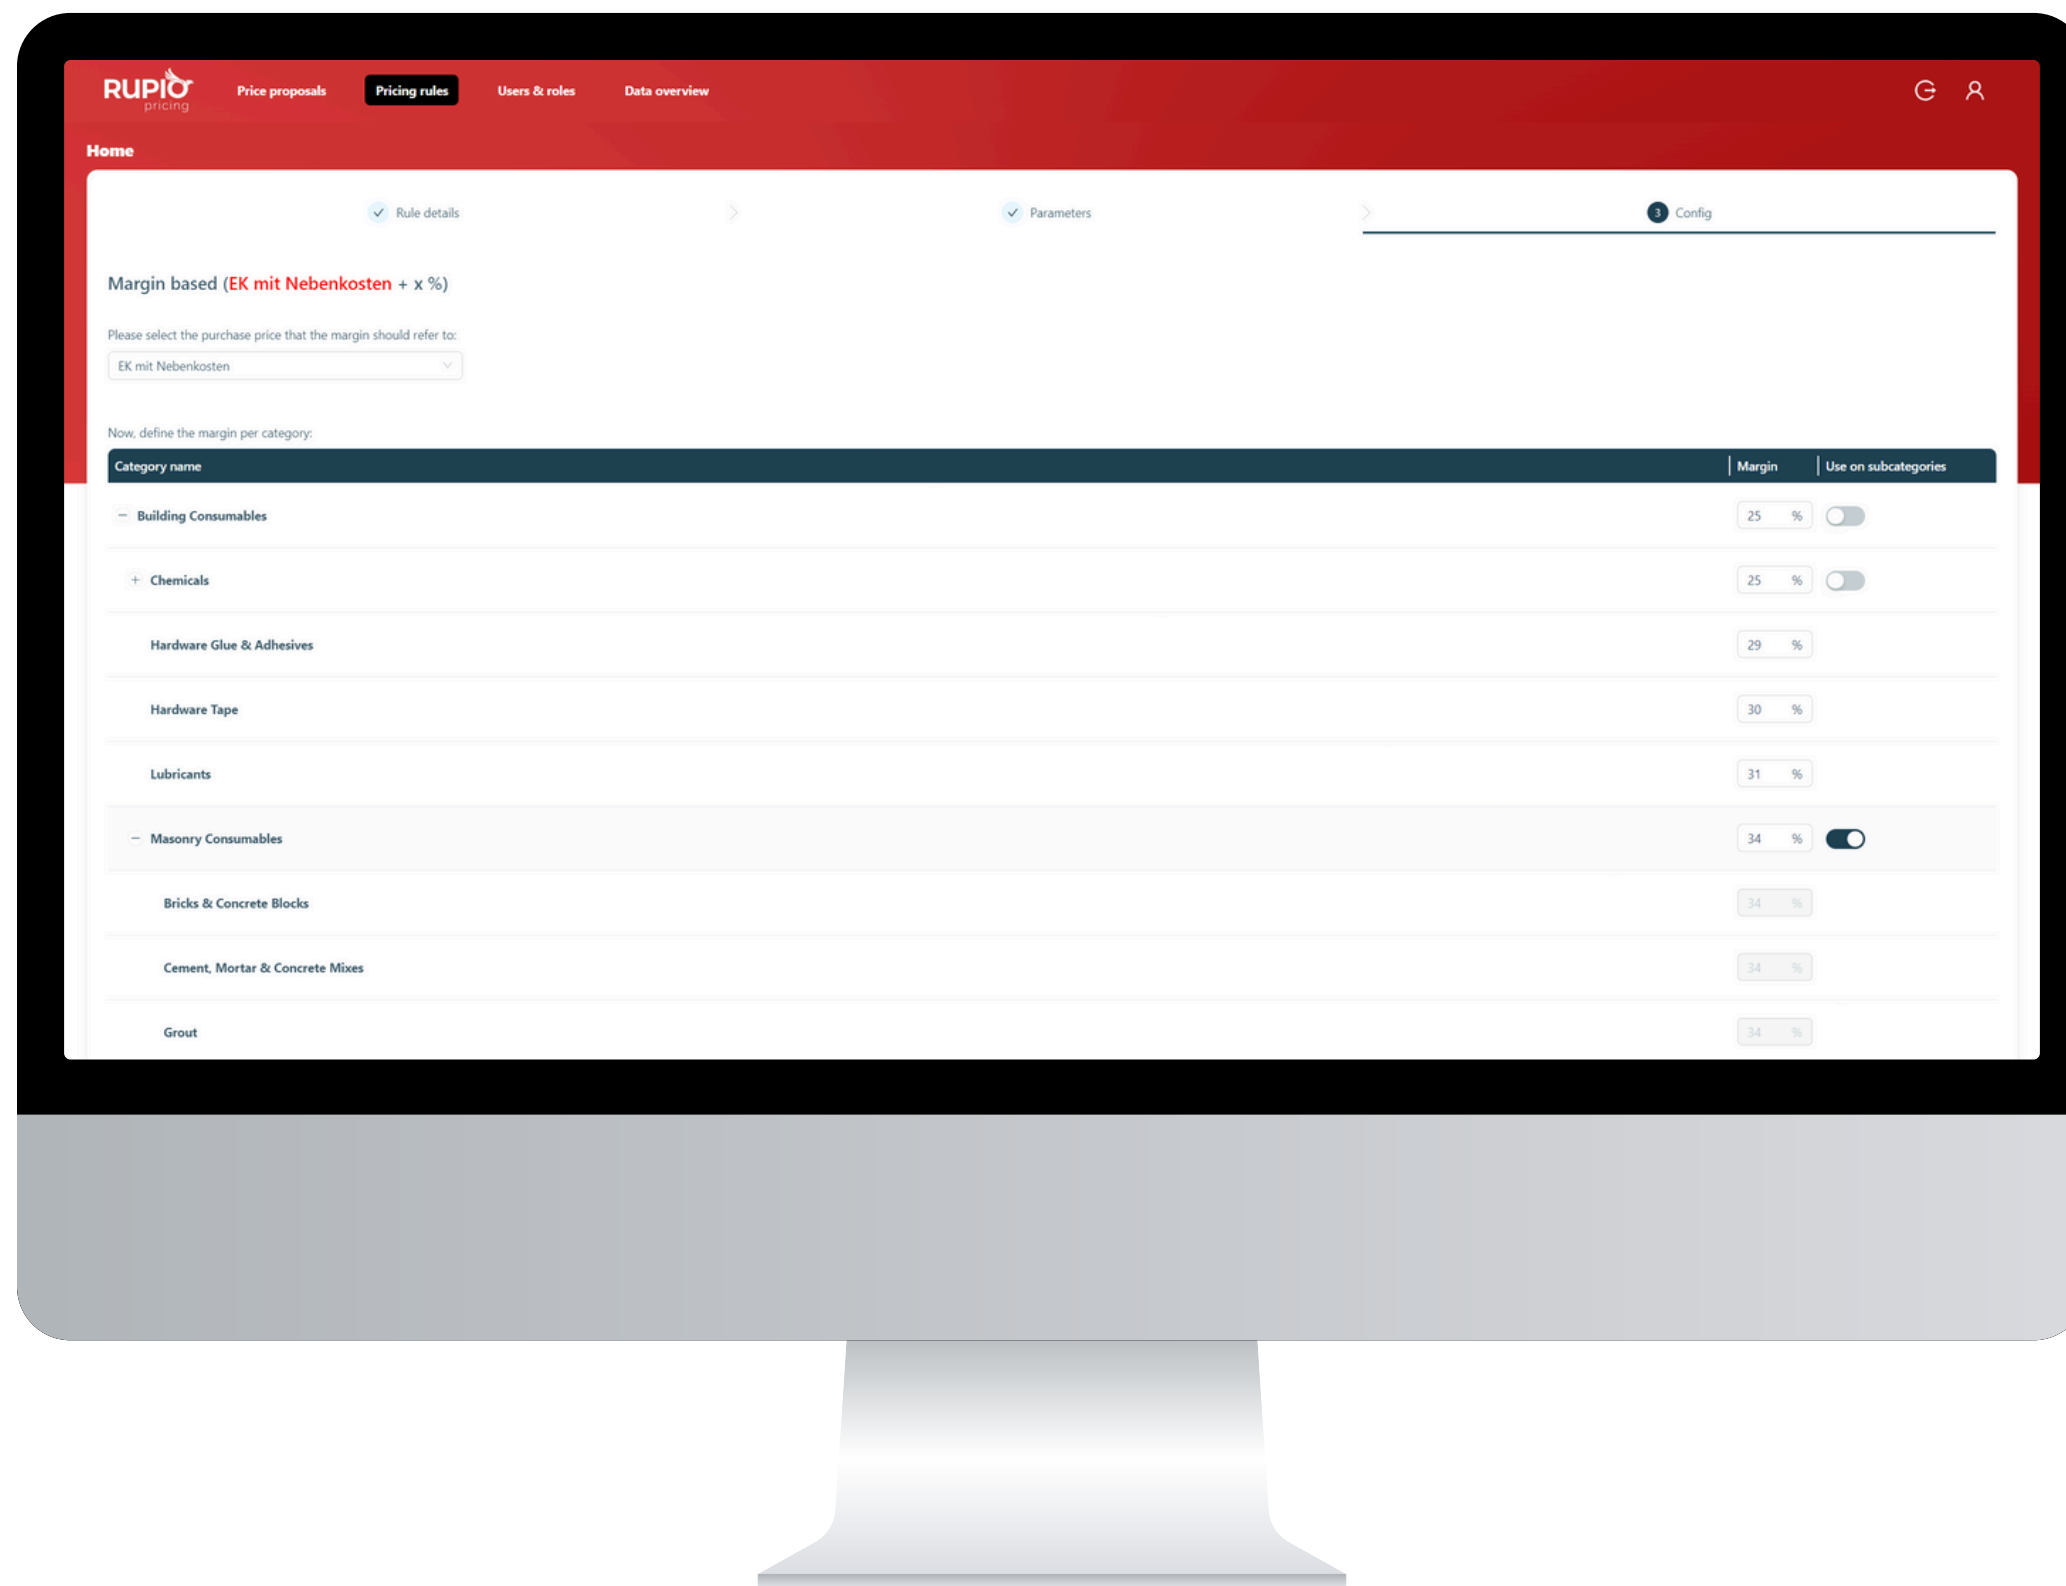 RUPIO
pricing
Price proposals
Pricing rules
Users & roles
Data overview
Home
Rule details
Parameters
3 Config
Margin based (EK mit Nebenkosten + x %)
Please select the purchase price that the margin should refer to:
EK mit Nebenkosten
Now, define the margin per category:
Category name Margin Use on subcategories
Building Consumables 25 %
Chemicals 25 %
Hardware Glue & Adhesives 29 %
Hardware Tape 30 %
Lubricants 31 %
Masonry Consumables 34 %
Bricks & Concrete Blocks 34 %
Cement, Mortar & Concrete Mixes 34 %
Grout 34 %